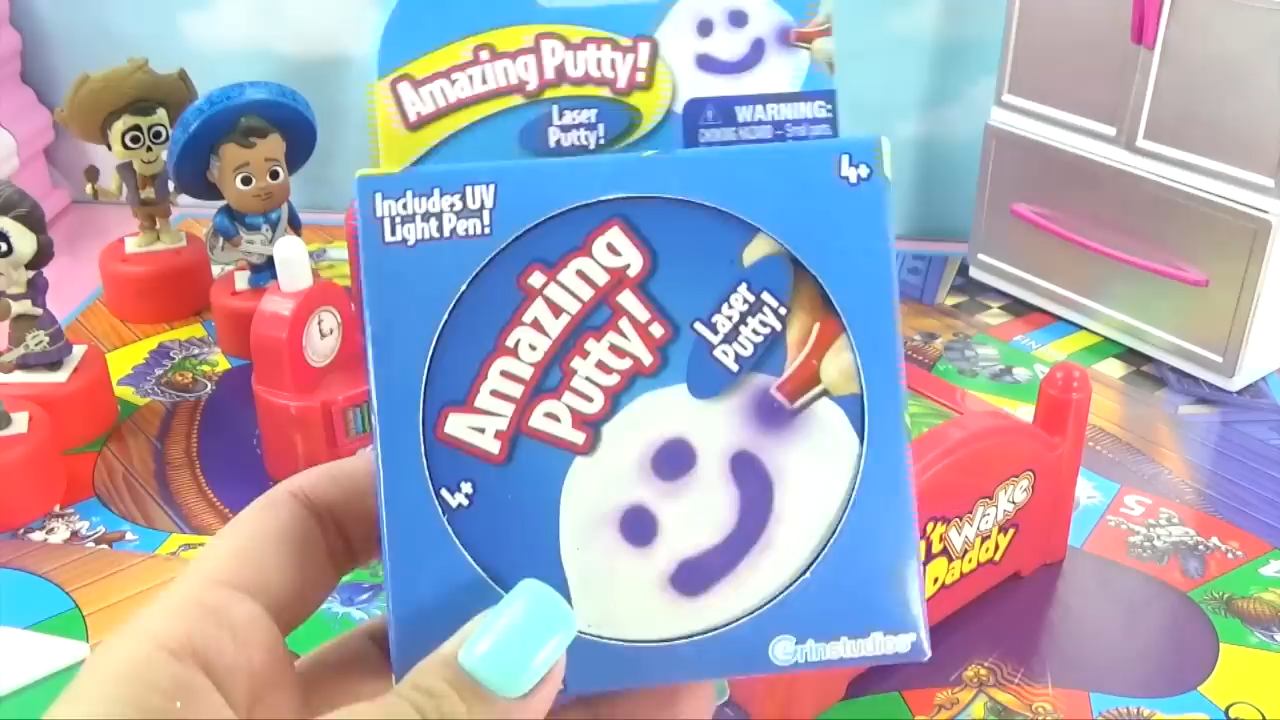 Amazing Putty!
Laser
Putty!
WARNING:
CHOKING HAZARD - Small parts
4+
Includes UV
Light Pen!
Amazing
Putty!
Laser
Putty!
4+
Grinstudios
't Wake
Daddy
5